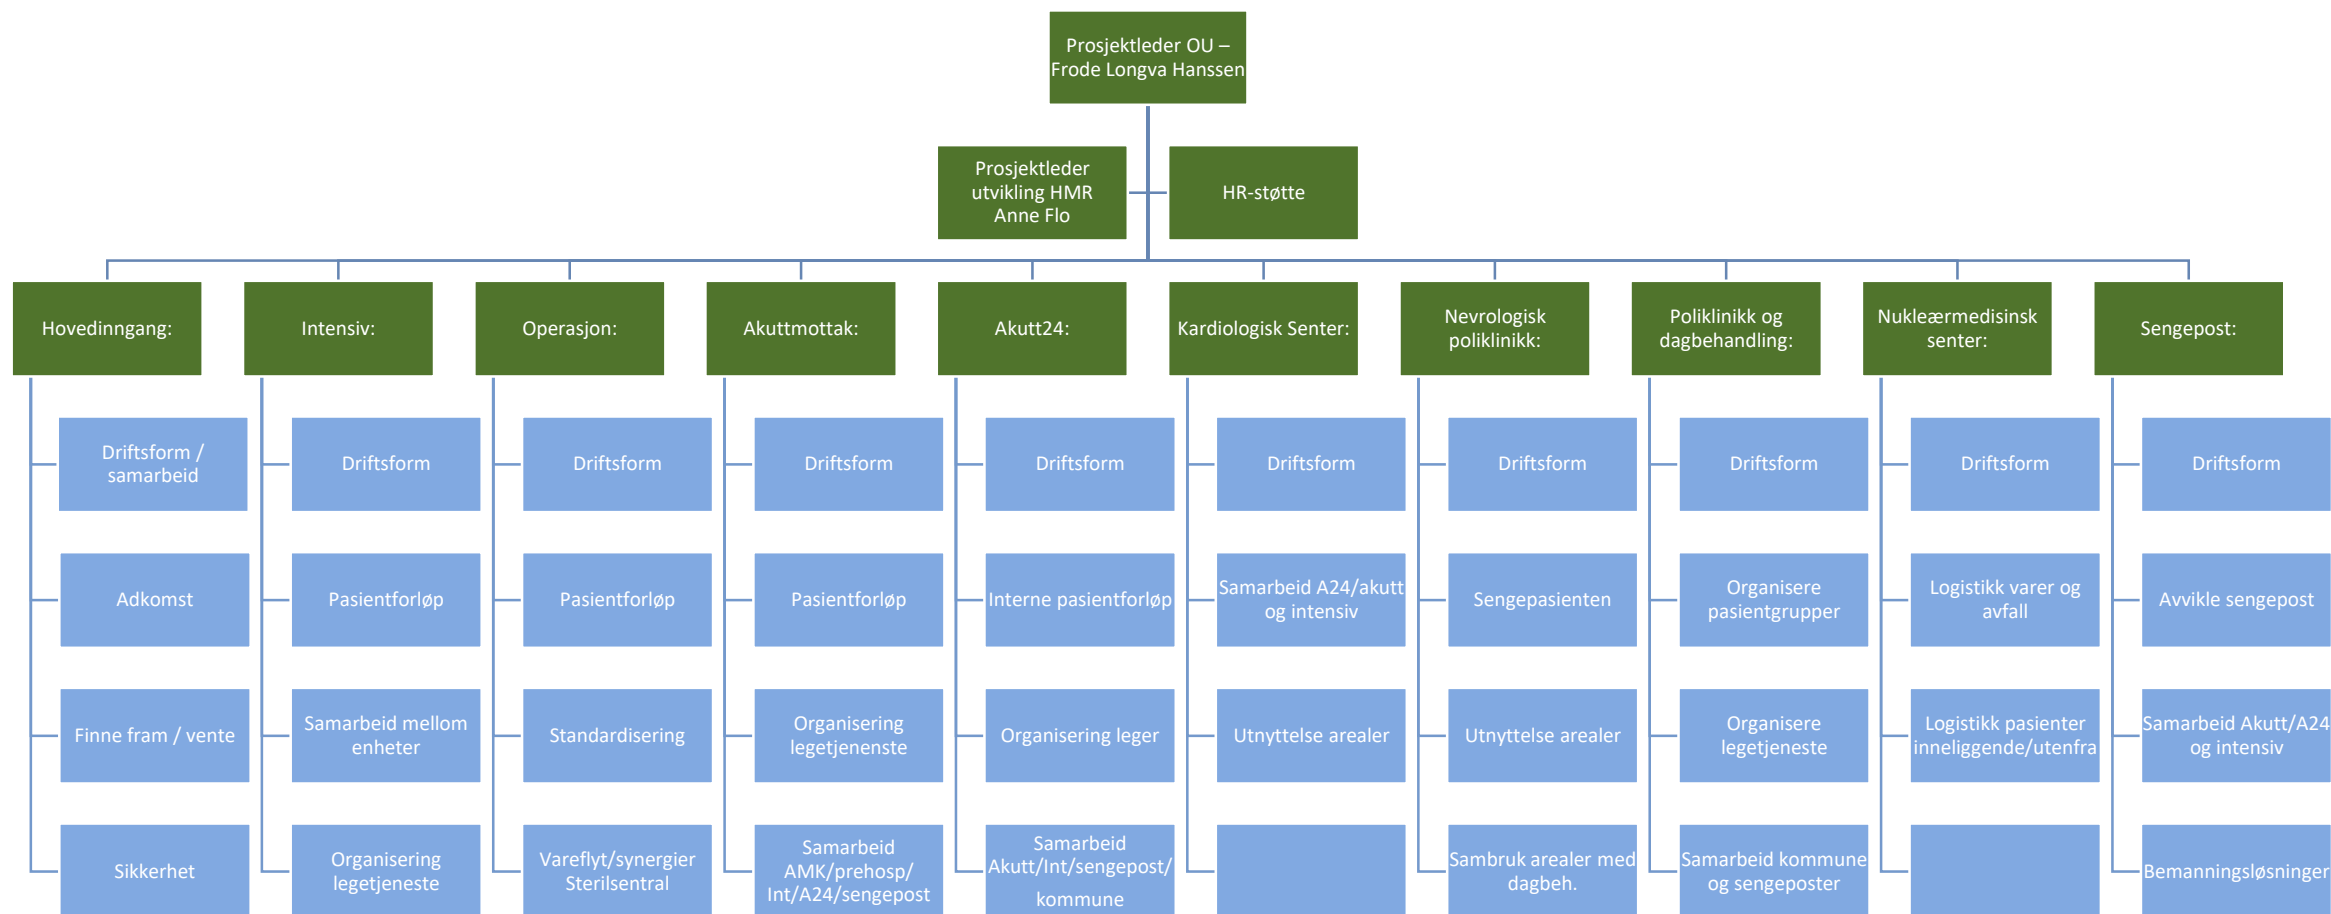 Prosjektleder OU –
Frode Longva Hanssen
Prosjektleder
utvikling HMR
Anne Flo
HR-støtte
Hovedinngang:
Driftsform /
samarbeid
Adkomst
Finne fram / vente
Sikkerhet
Intensiv:
Driftsform
Pasientforløp
Samarbeid mellom
enheter
Organisering
legetjeneste
Operasjon:
Driftsform
Pasientforløp
Standardisering
Vareflyt/synergier
Sterilsentral
Akuttmottak:
Driftsform
Pasientforløp
Organisering
legetjenenste
Samarbeid
AMK/prehosp/
Int/A24/sengepost
Akutt24:
Driftsform
Interne pasientforløp
Organisering leger
Samarbeid
Akutt/Int/sengepost/
kommune
Kardiologisk Senter:
Driftsform
Samarbeid A24/akutt
og intensiv
Utnyttelse arealer
Nevrologisk
poliklinikk:
Driftsform
Sengepasienten
Utnyttelse arealer
Sambruk arealer med
dagbeh.
Poliklinikk og
dagbehandling:
Driftsform
Organisere
pasientgrupper
Organisere
legetjeneste
Samarbeid kommune
og sengeposter
Nukleærmedisinsk
senter:
Driftsform
Logistikk varer og
avfall
Logistikk pasienter
inneliggende/utenfra
Sengepost:
Driftsform
Avvikle sengepost
Samarbeid Akutt/A24
og intensiv
Bemanningsløsninger